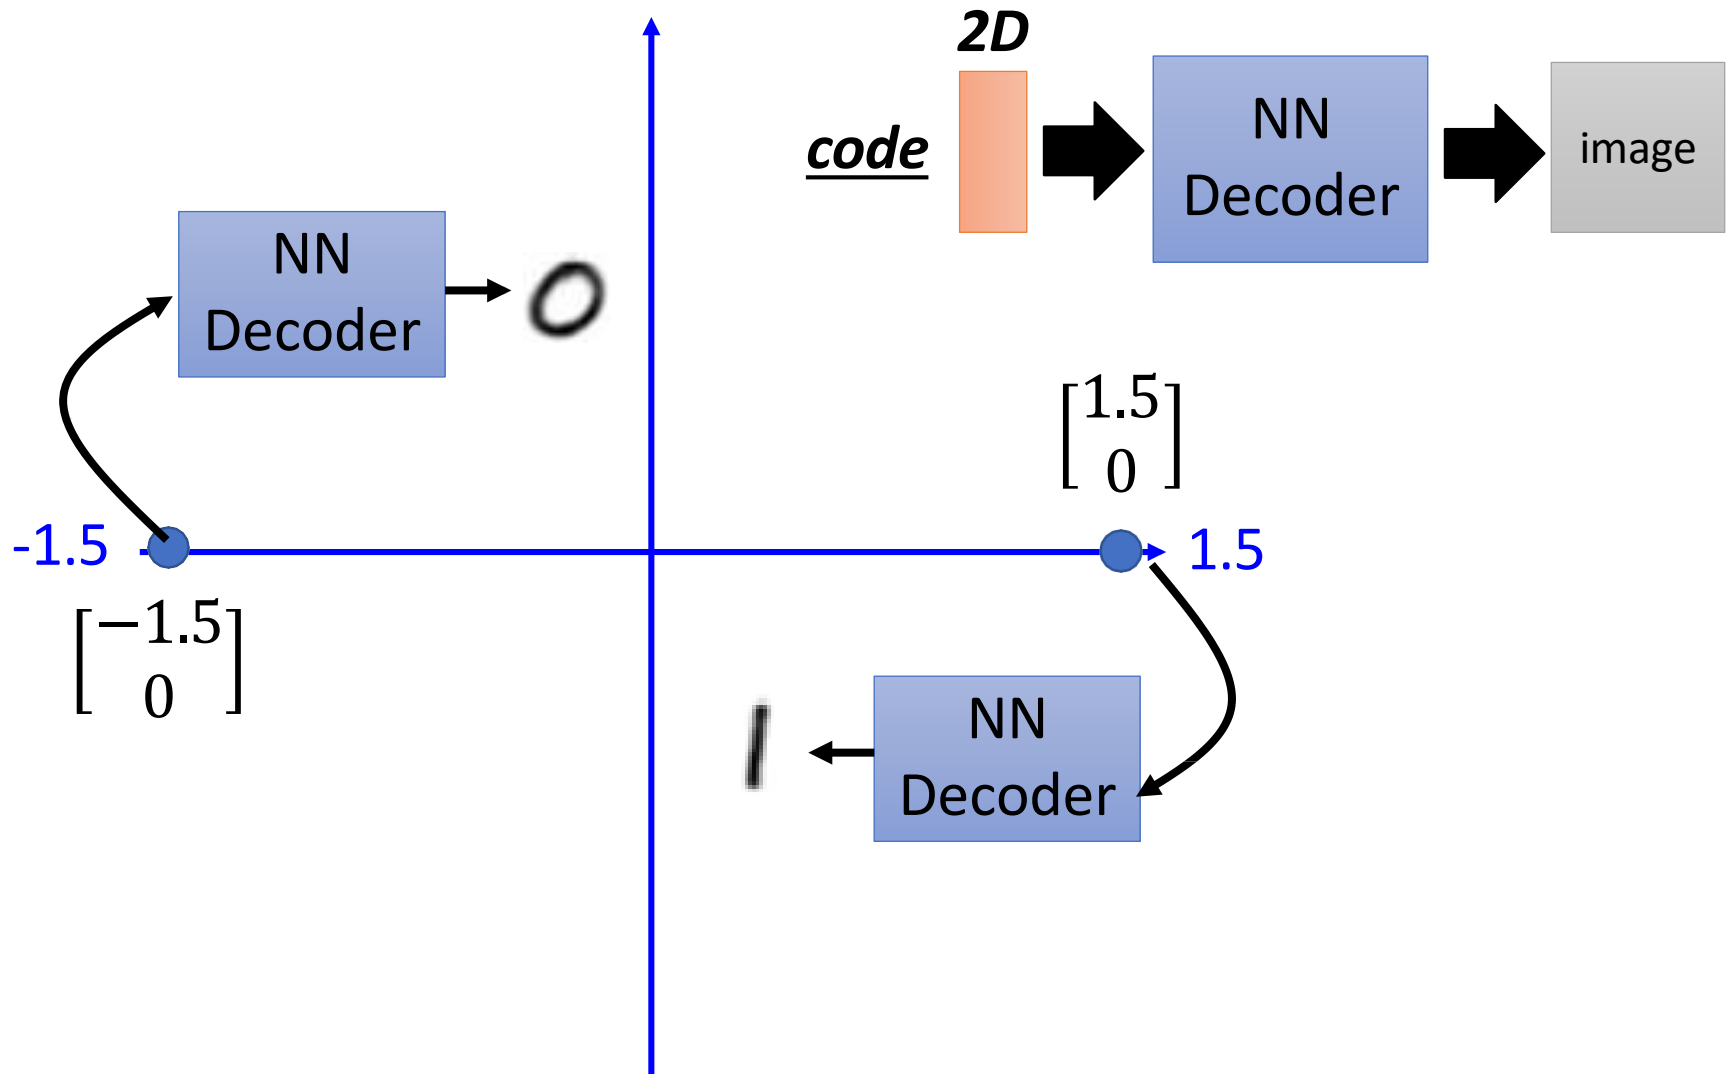 2D
code
NN
Decoder
image
NN
Decoder
0
[1.5
0]
-1.5
1.5
[−1.5
0]
1
NN
Decoder